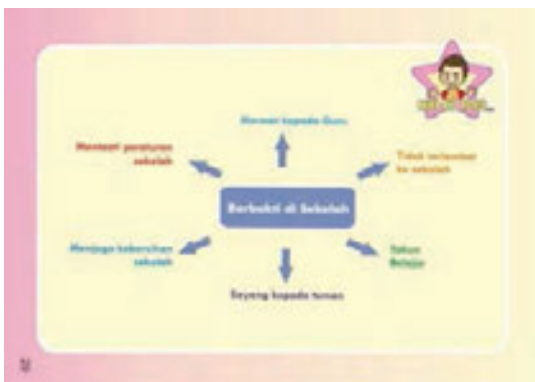 Hormat kepada Guru
Mentaati peraturan
sekolah
Tidak terlambat
ke sekolah
Berbakti di Sekolah
Menjaga kebersihan
sekolah
Tekun
Belajar
Sayang kepada teman